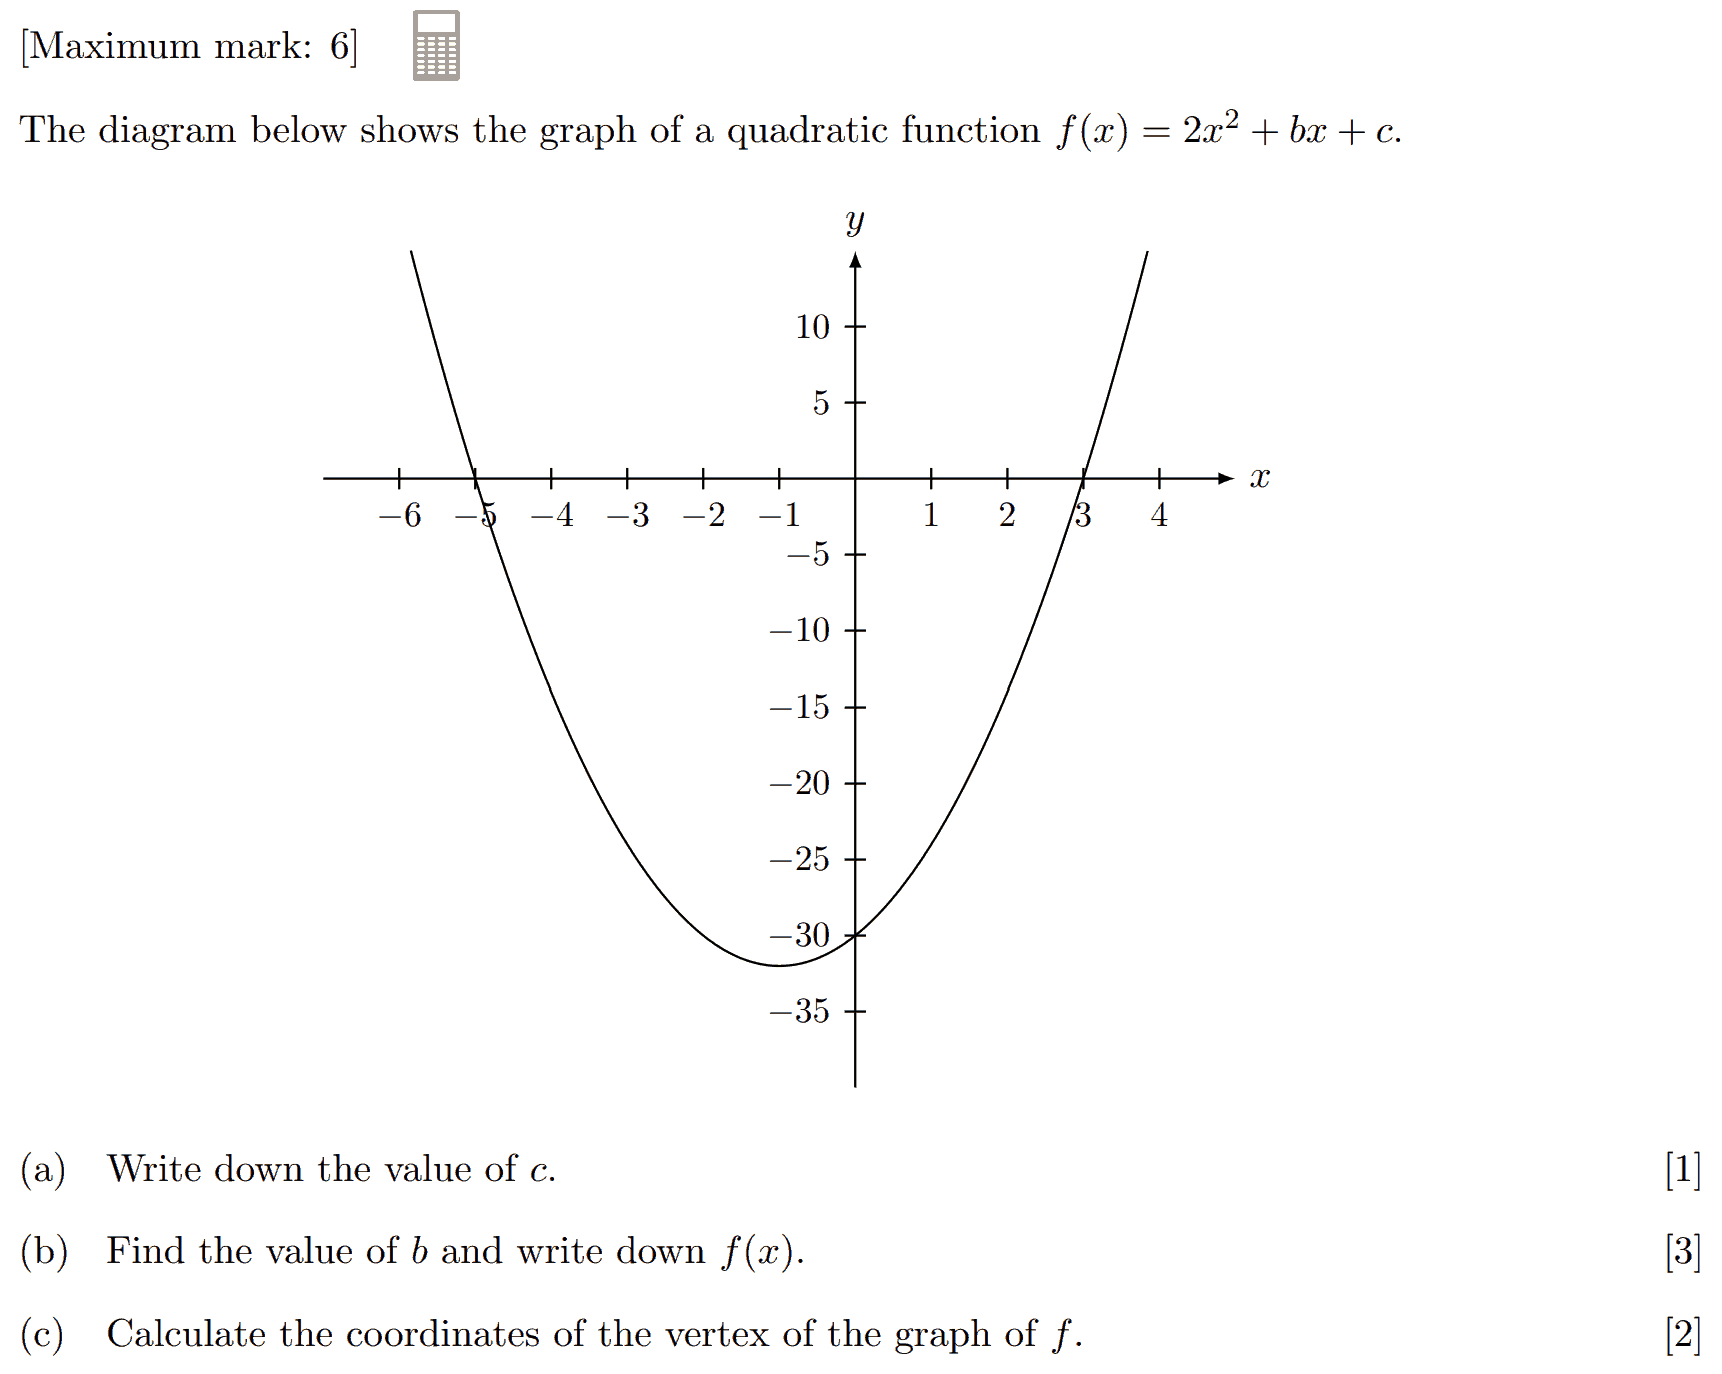 [Maximum mark: 6]
The diagram below shows the graph of a quadratic function f(x) = 2x² + bx + c.
y
10
5
x
−6 −5 −4 −3 −2 −1 1 2 3 4
−5
−10
−15
−20
−25
−30
−35
(a) Write down the value of c. [1]
(b) Find the value of b and write down f(x). [3]
(c) Calculate the coordinates of the vertex of the graph of f. [2]